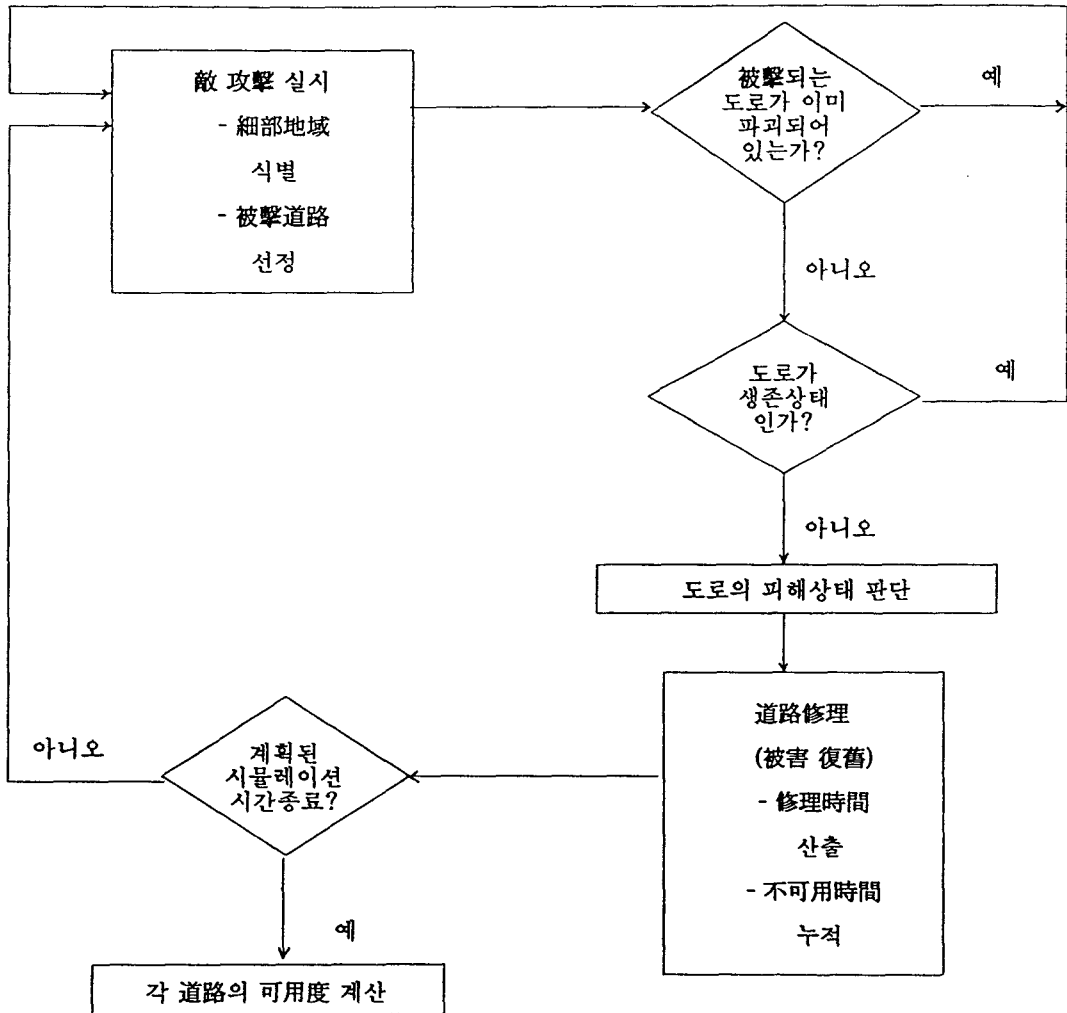 敵 攻擊 실시
- 細部地域
식별
- 被擊道路
선정
被擊되는
도로가 이미
파괴되어
있는가?
예
아니오
도로가
생존상태
인가?
예
아니오
도로의 피해상태 판단
道路修理
(被害 復舊)
- 修理時間
산출
- 不可用時間
누적
계획된
시뮬레이션
시간종료?
아니오
예
각 道路의 可用度 계산